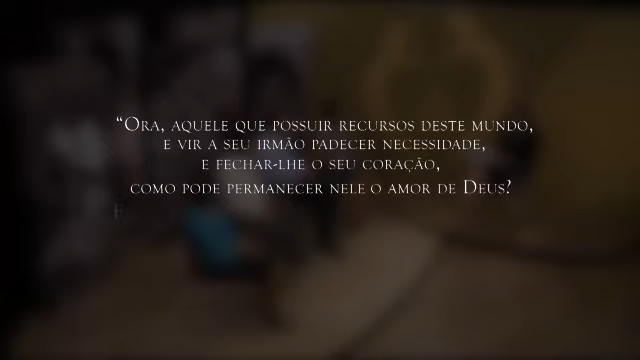 “Ora, aquele que possuir recursos deste mundo,
e vir a seu irmão padecer necessidade,
e fechar-lhe o seu coração,
como pode permanecer nele o amor de Deus?